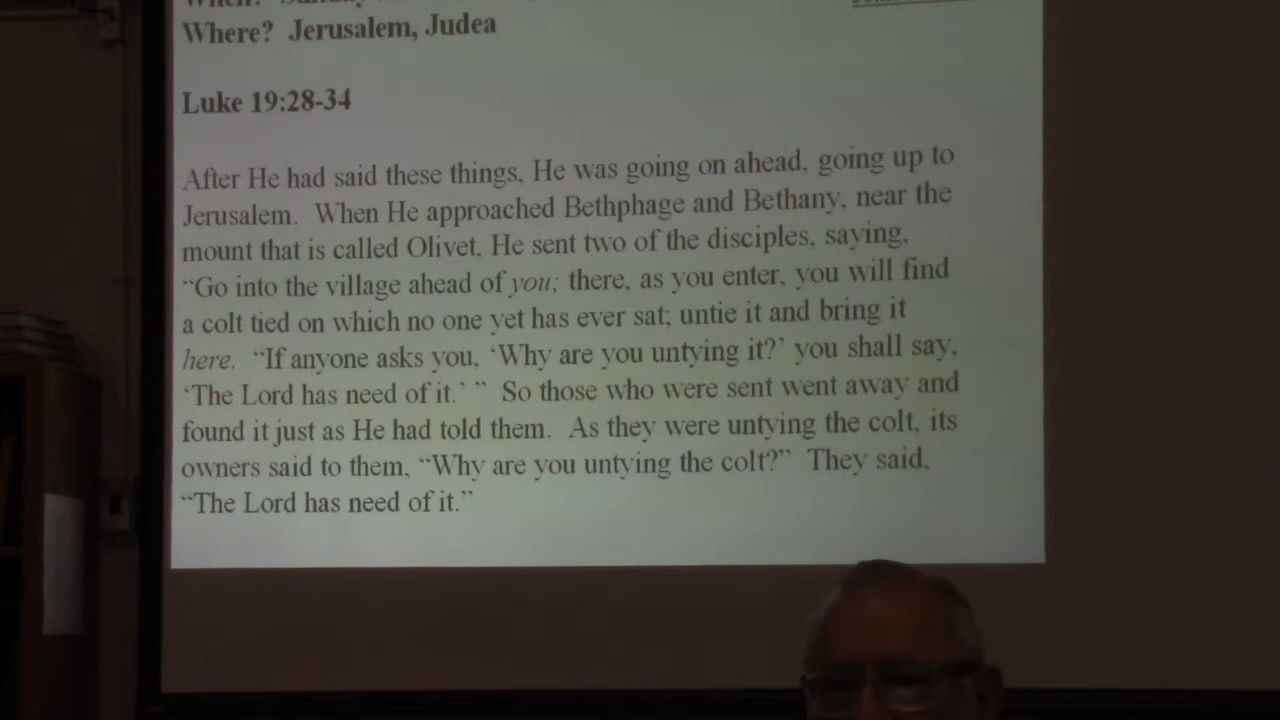 Where? Jerusalem, Judea
Luke 19:28-34
After He had said these things, He was going on ahead, going up to
Jerusalem. When He approached Bethphage and Bethany, near the
mount that is called Olivet, He sent two of the disciples, saying,
“Go into the village ahead of you; there, as you enter, you will find
a colt tied on which no one yet has ever sat; untie it and bring it
here. “If anyone asks you, ‘Why are you untying it?’ you shall say,
‘The Lord has need of it.’ ” So those who were sent went away and
found it just as He had told them. As they were untying the colt, its
owners said to them, “Why are you untying the colt?” They said,
“The Lord has need of it.”